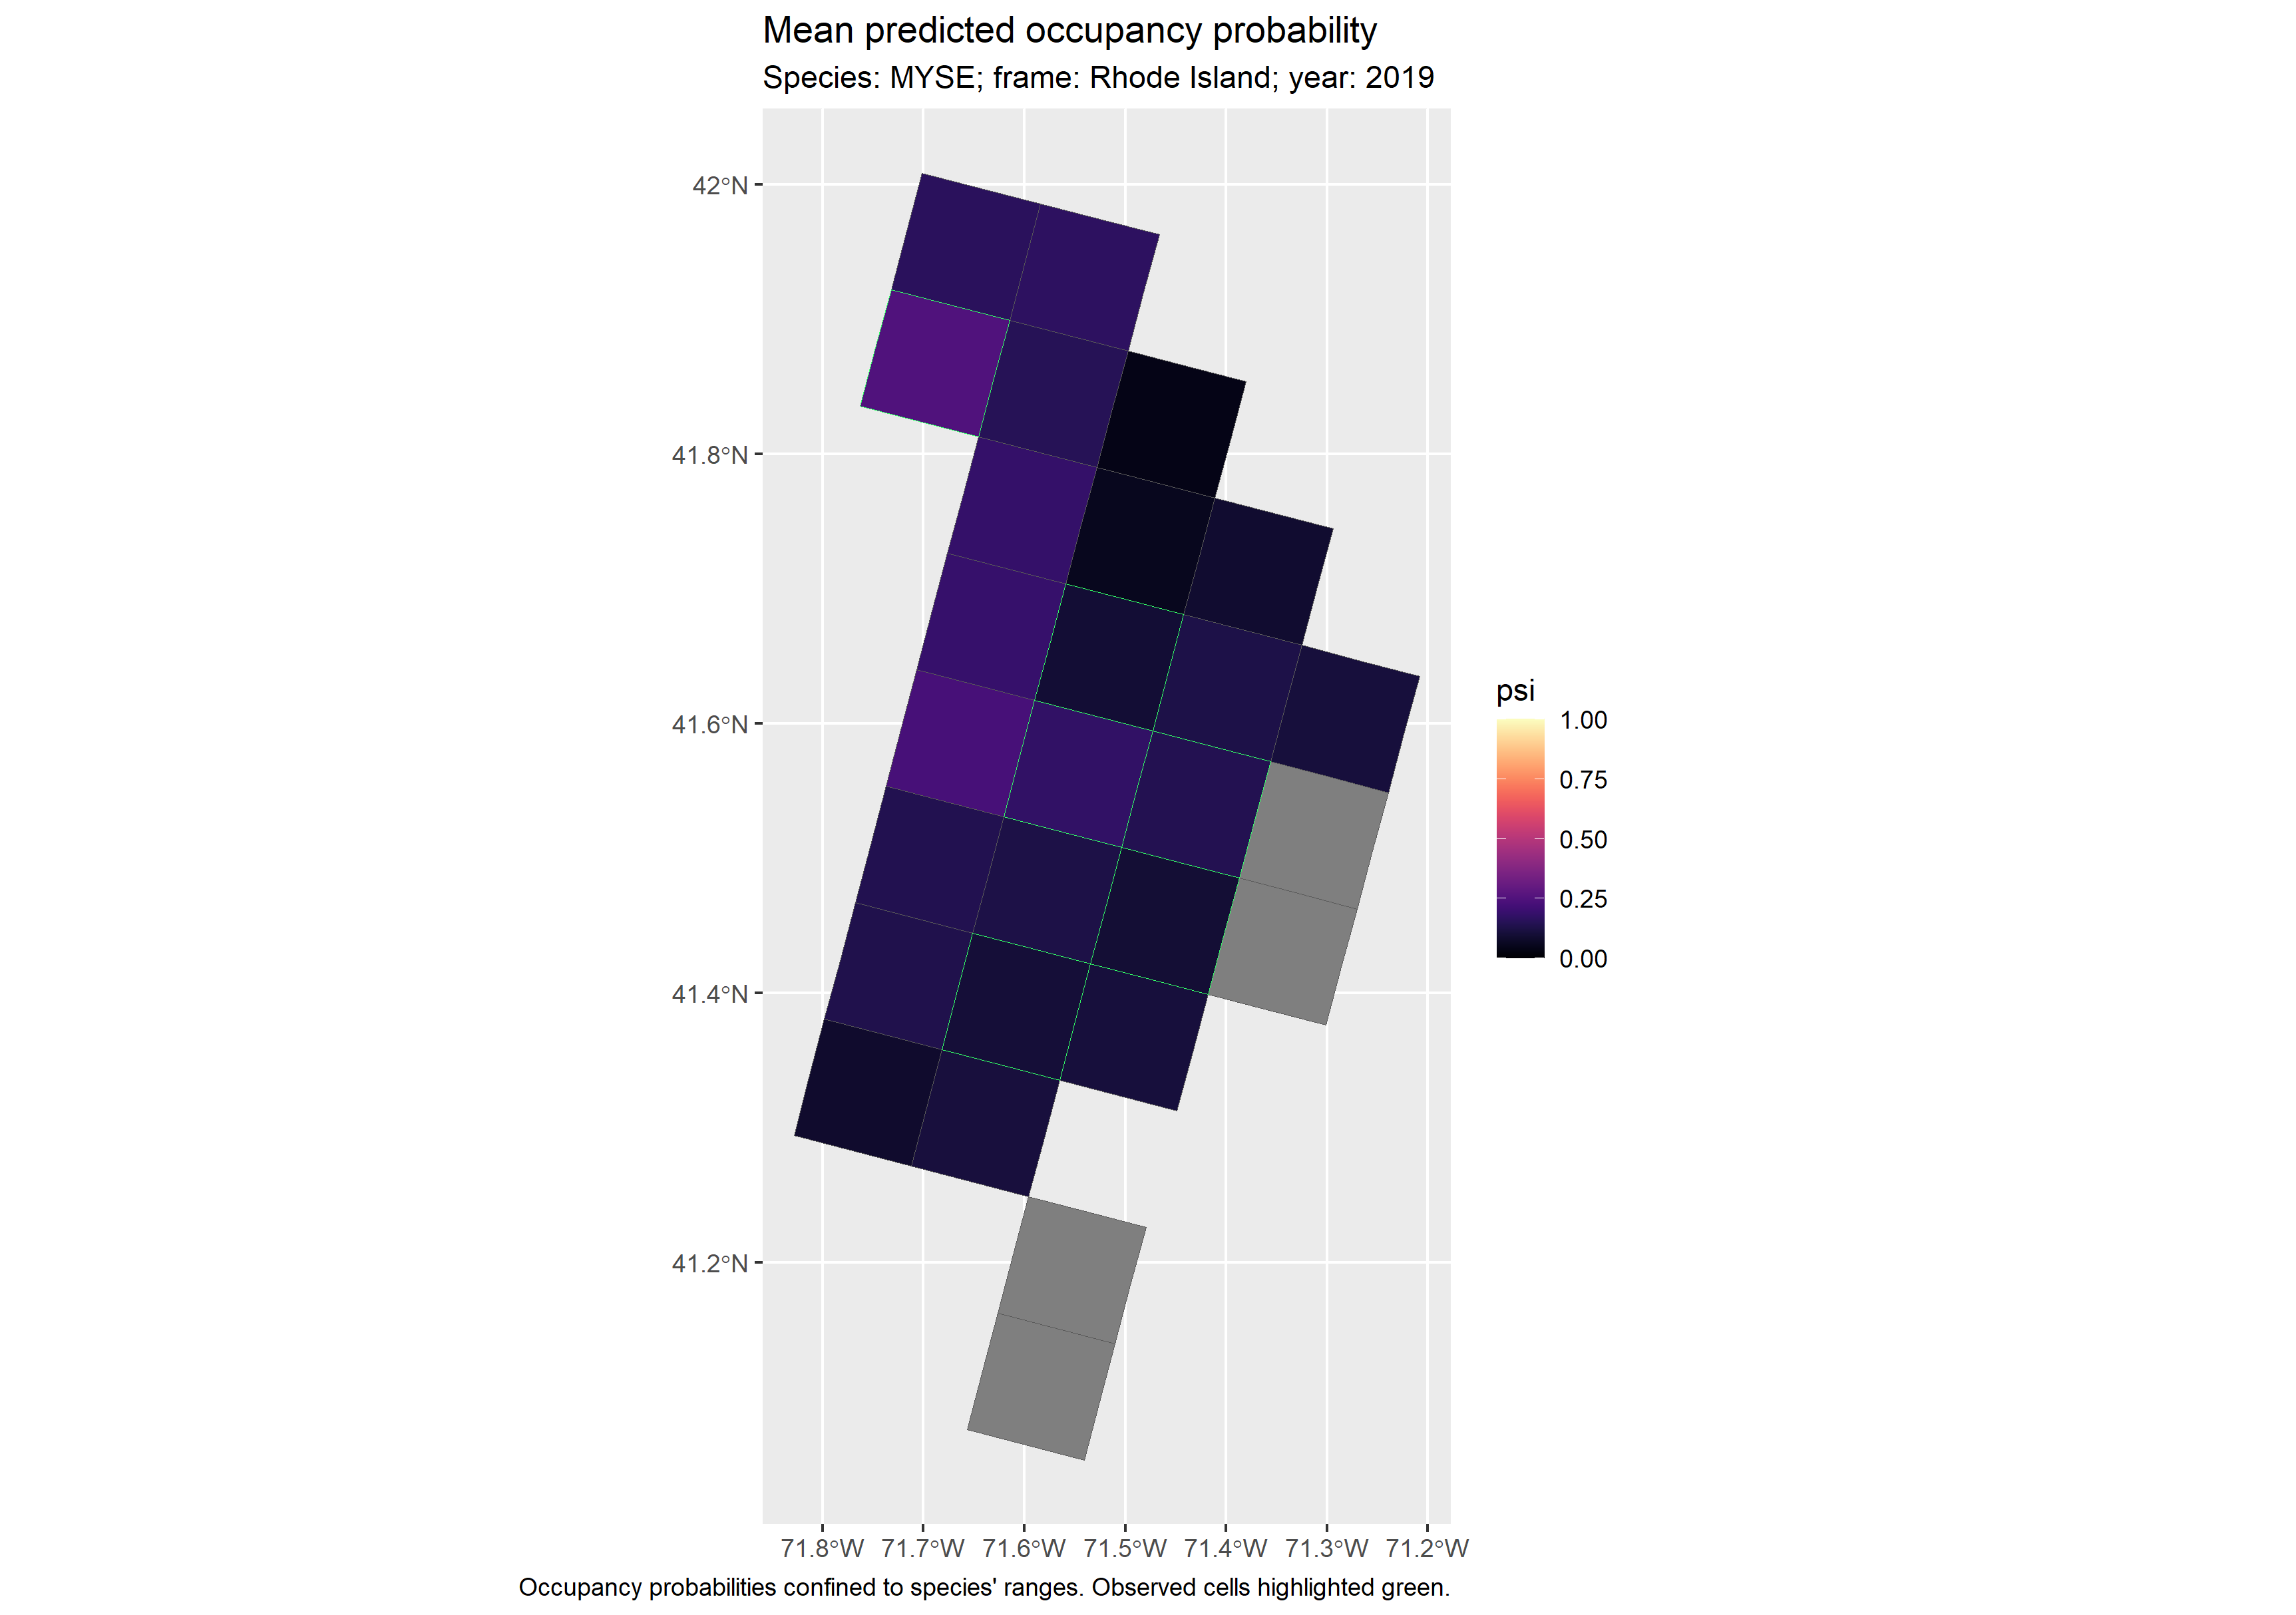 Mean predicted occupancy probability
Species: MYSE; frame: Rhode Island; year: 2019
42°N
41.8°N
41.6°N
41.4°N
41.2°N
71.8°W 71.7°W 71.6°W 71.5°W 71.4°W 71.3°W 71.2°W
psi
1.00
0.75
0.50
0.25
0.00
Occupancy probabilities confined to species' ranges. Observed cells highlighted green.